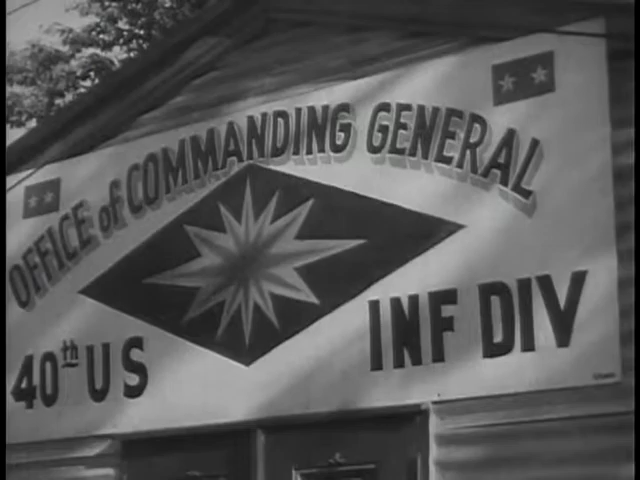 OFFICE of COMMANDING GENERAL
40th US INF DIV